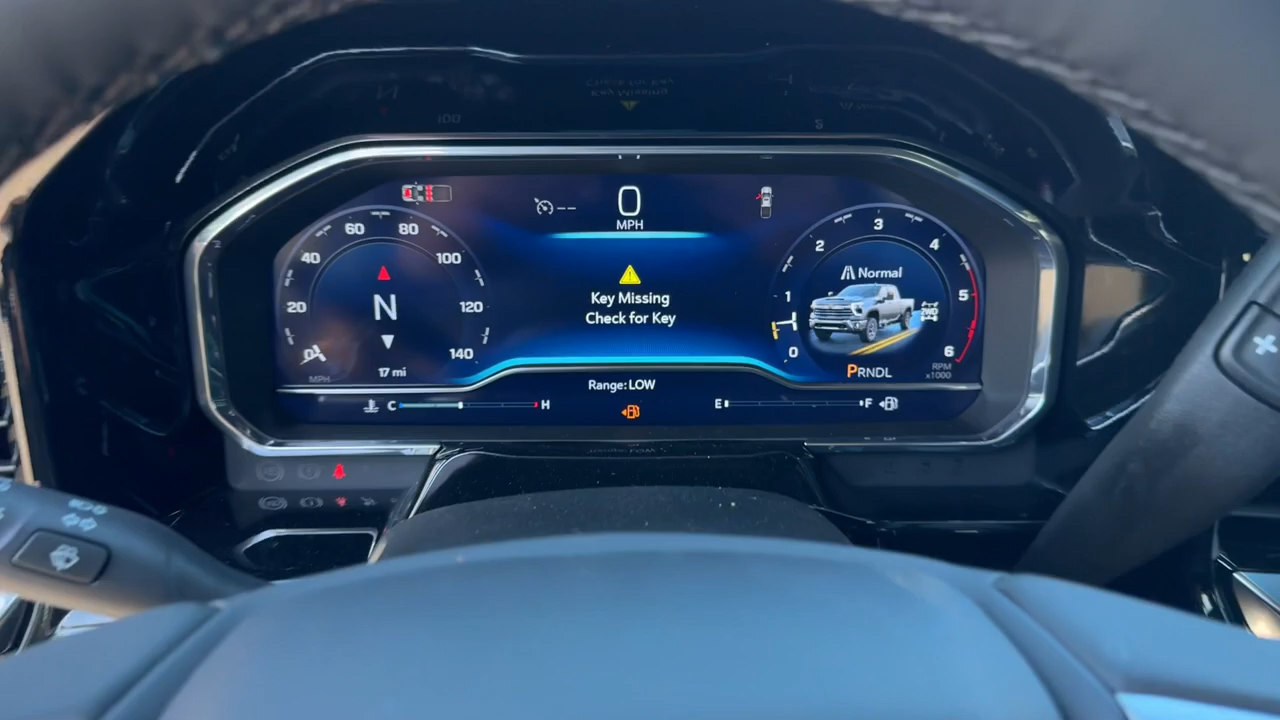 0
MPH
60 80
40 100
20 120
140
N
MPH
17 mi
Key Missing
Check for Key
3
2 4
1 5
0 6
Normal
2WD
PRNDL
RPM
x1000
Range: LOW
C H
E F